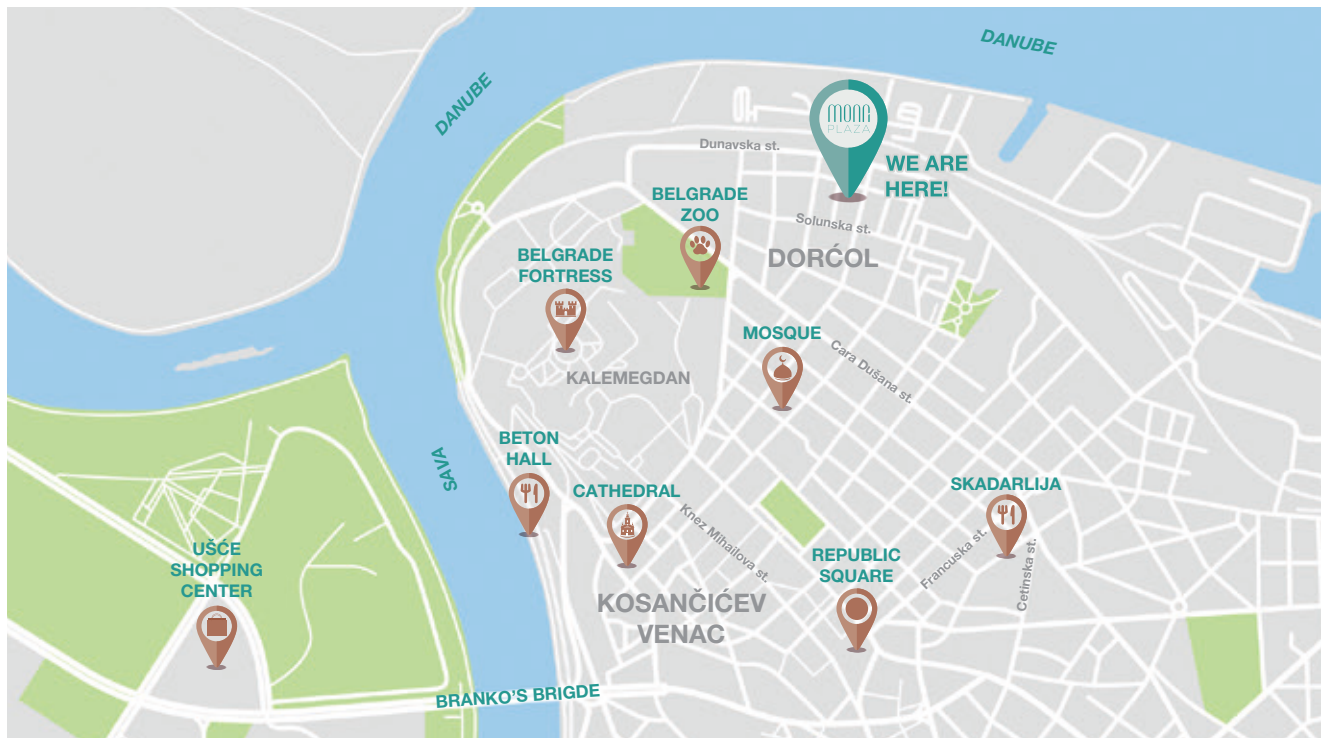 DANUBE
DANUBE
MONA
PLAZA
WE ARE
HERE!
Dunavska st.
BELGRADE
ZOO
Solunska st.
DORĆOL
BELGRADE
FORTRESS
MOSQUE
Cara Dušana st.
KALEMEGDAN
BETON
HALL
SAVA
CATHEDRAL
SKADARLIJA
Knez Mihailova st.
UŠĆE
SHOPPING
CENTER
REPUBLIC
SQUARE
Francuska st.
Cetinska st.
KOSANČIĆEV
VENAC
BRANKO'S BRIGDE